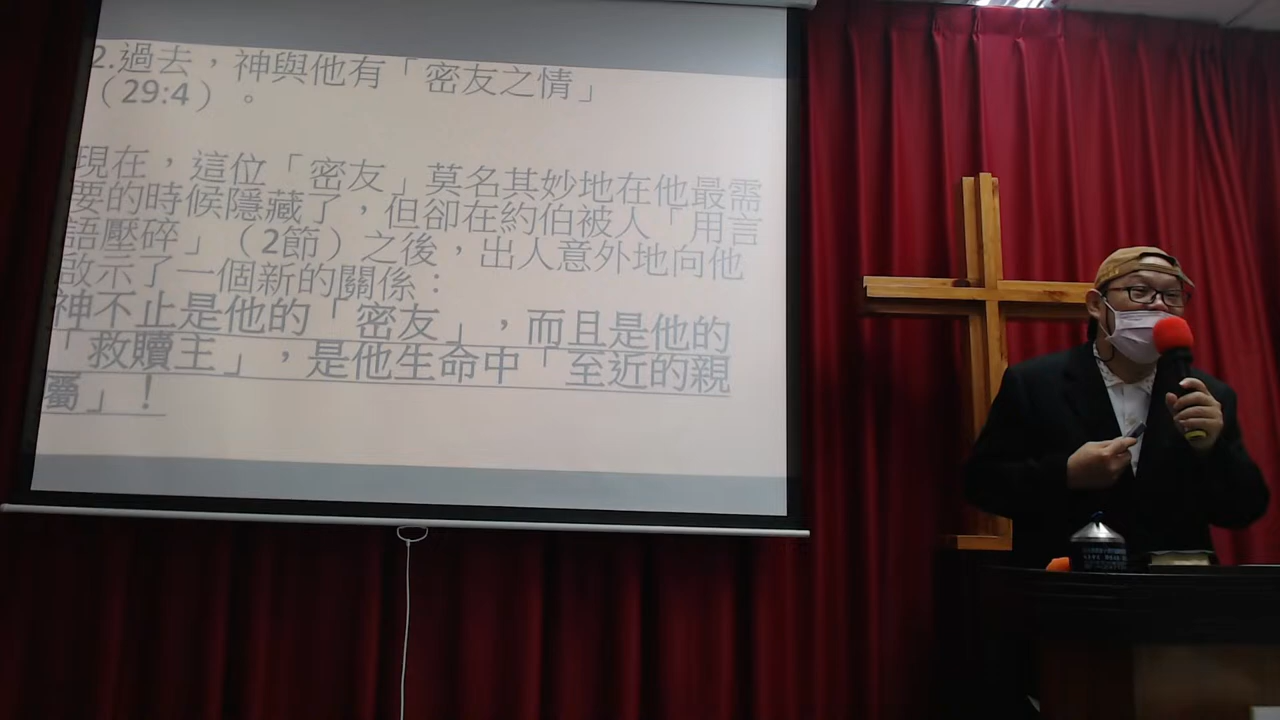 2.過去，神與他有「密友之情」
（29:4）。
現在，這位「密友」莫名其妙地在他最需
要的時候隱藏了，但卻在約伯被人「用言
語壓碎」（2節）之後，出人意外地向他
啟示了一個新的關係：
神不止是他的「密友」，而且是他的
「救贖主」，是他生命中「至近的親
屬」！